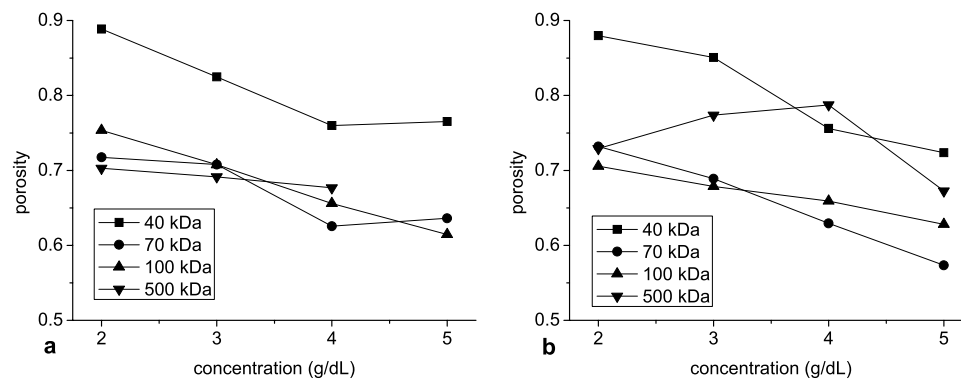 0.9
0.8
0.7
0.6
0.5
porosity
40 kDa
70 kDa
100 kDa
500 kDa
2 3 4 5
concentration (g/dL)
a
0.9
0.8
0.7
0.6
0.5
porosity
40 kDa
70 kDa
100 kDa
500 kDa
2 3 4 5
concentration (g/dL)
b